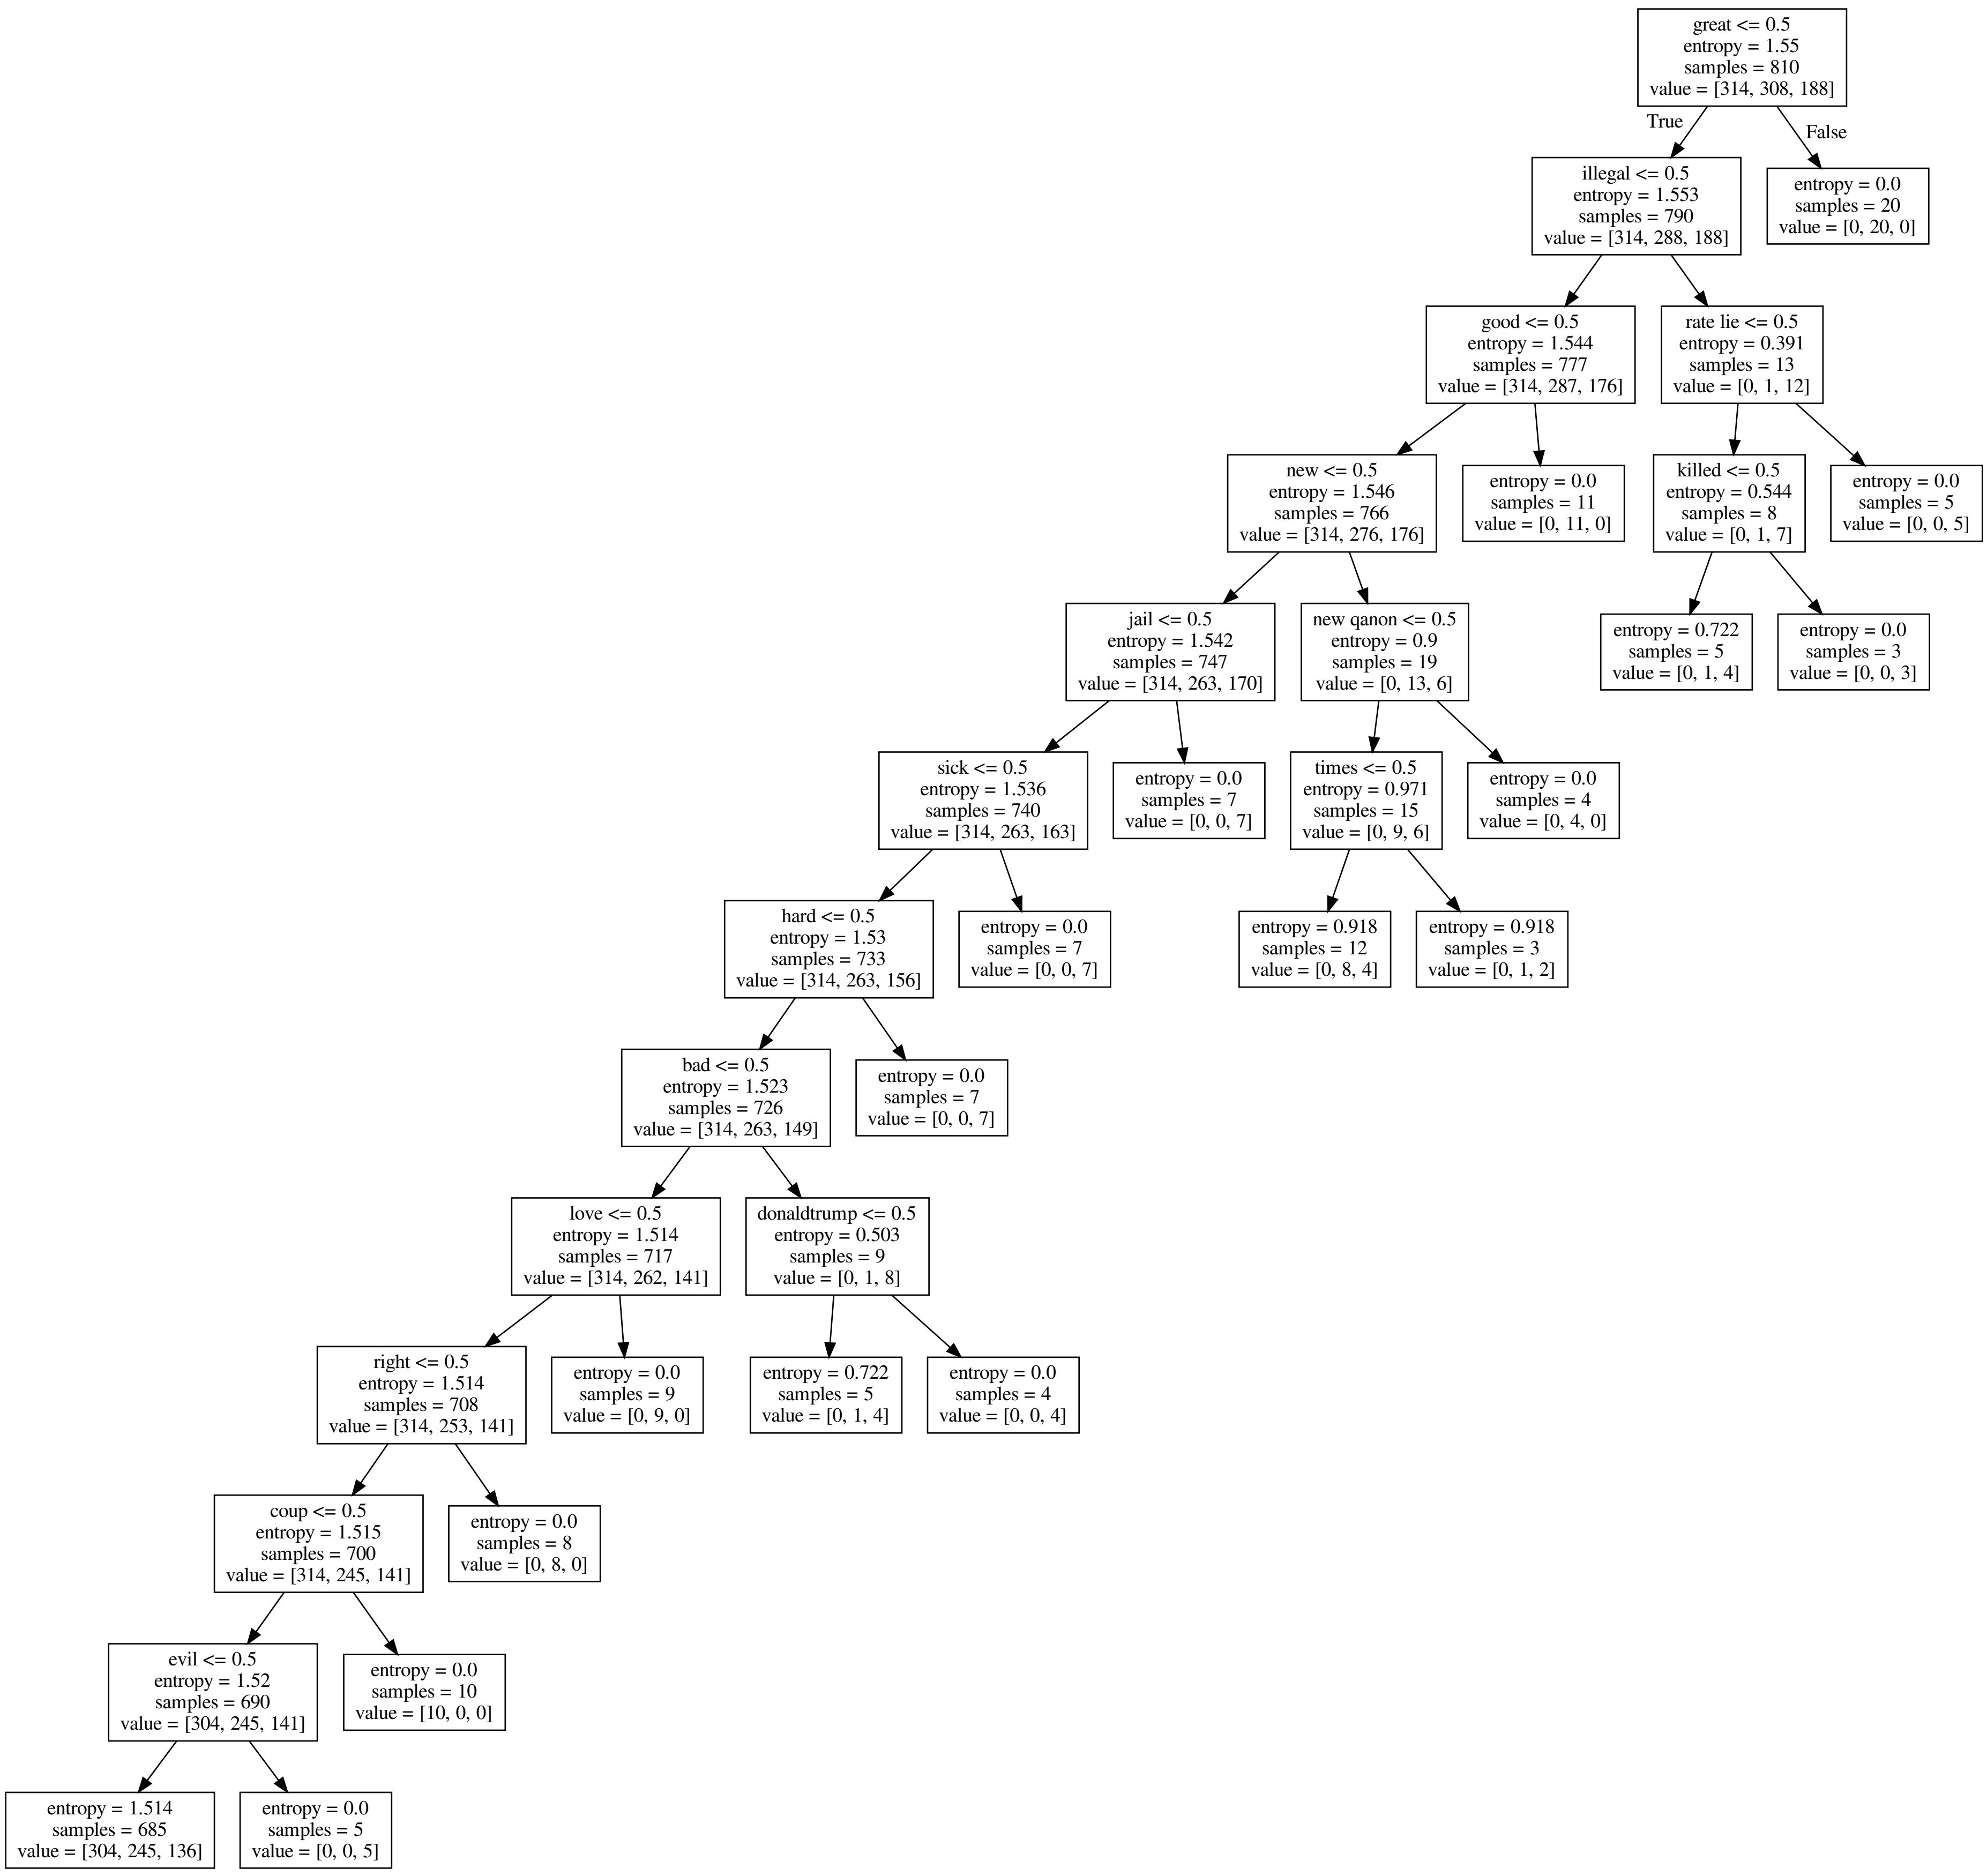 great <= 0.5
entropy = 1.55
samples = 810
value = [314, 308, 188]
True
False
illegal <= 0.5
entropy = 1.553
samples = 790
value = [314, 288, 188]
entropy = 0.0
samples = 20
value = [0, 20, 0]
good <= 0.5
entropy = 1.544
samples = 777
value = [314, 287, 176]
rate lie <= 0.5
entropy = 0.391
samples = 13
value = [0, 1, 12]
new <= 0.5
entropy = 1.546
samples = 766
value = [314, 276, 176]
entropy = 0.0
samples = 11
value = [0, 11, 0]
killed <= 0.5
entropy = 0.544
samples = 8
value = [0, 1, 7]
entropy = 0.0
samples = 5
value = [0, 0, 5]
jail <= 0.5
entropy = 1.542
samples = 747
value = [314, 263, 170]
new qanon <= 0.5
entropy = 0.9
samples = 19
value = [0, 13, 6]
entropy = 0.722
samples = 5
value = [0, 1, 4]
entropy = 0.0
samples = 3
value = [0, 0, 3]
sick <= 0.5
entropy = 1.536
samples = 740
value = [314, 263, 163]
entropy = 0.0
samples = 7
value = [0, 0, 7]
times <= 0.5
entropy = 0.971
samples = 15
value = [0, 9, 6]
entropy = 0.0
samples = 4
value = [0, 4, 0]
hard <= 0.5
entropy = 1.53
samples = 733
value = [314, 263, 156]
entropy = 0.0
samples = 7
value = [0, 0, 7]
entropy = 0.918
samples = 12
value = [0, 8, 4]
entropy = 0.918
samples = 3
value = [0, 1, 2]
bad <= 0.5
entropy = 1.523
samples = 726
value = [314, 263, 149]
entropy = 0.0
samples = 7
value = [0, 0, 7]
love <= 0.5
entropy = 1.514
samples = 717
value = [314, 262, 141]
donaldtrump <= 0.5
entropy = 0.503
samples = 9
value = [0, 1, 8]
right <= 0.5
entropy = 1.514
samples = 708
value = [314, 253, 141]
entropy = 0.0
samples = 9
value = [0, 9, 0]
entropy = 0.722
samples = 5
value = [0, 1, 4]
entropy = 0.0
samples = 4
value = [0, 0, 4]
coup <= 0.5
entropy = 1.515
samples = 700
value = [314, 245, 141]
entropy = 0.0
samples = 8
value = [0, 8, 0]
evil <= 0.5
entropy = 1.52
samples = 690
value = [304, 245, 141]
entropy = 0.0
samples = 10
value = [10, 0, 0]
entropy = 1.514
samples = 685
value = [304, 245, 136]
entropy = 0.0
samples = 5
value = [0, 0, 5]